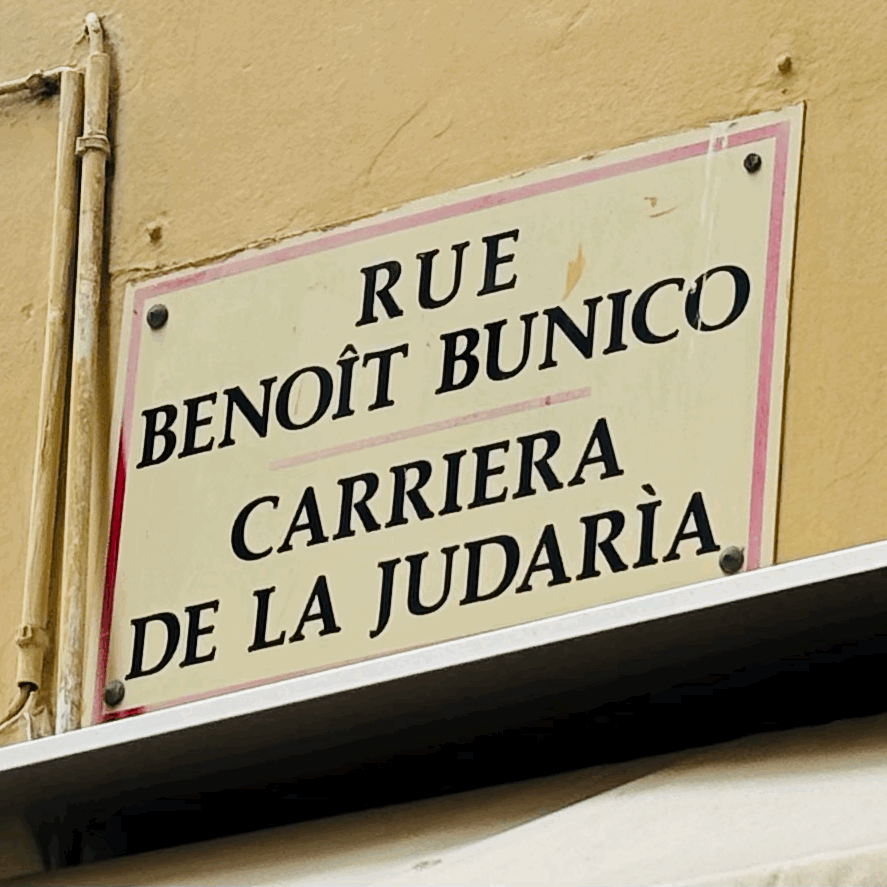 RUE
BENOÎT BUNICO
CARRIERA
DE LA JUDARÌA